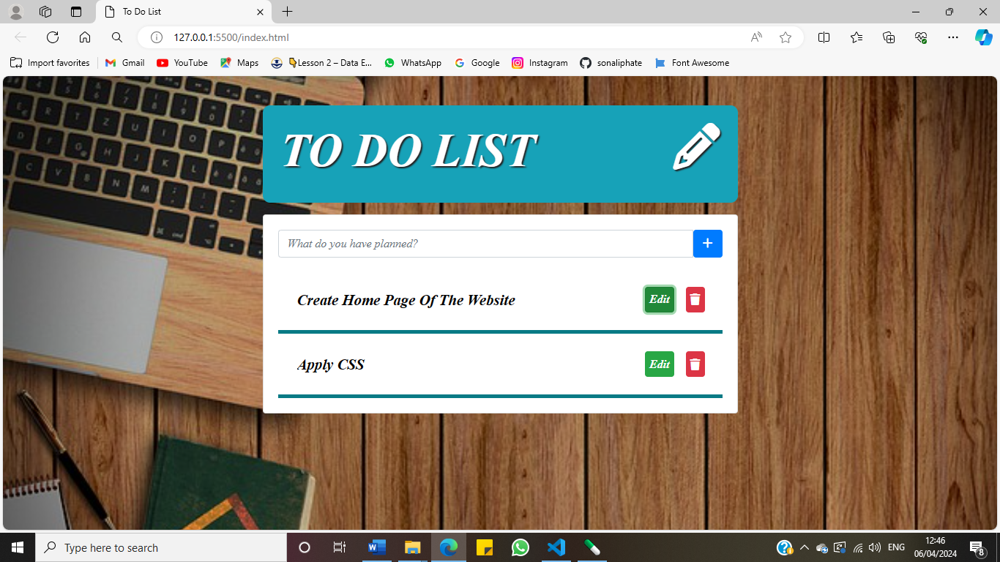 To Do List
127.0.0.1:5500/index.html
Import favorites
Gmail
YouTube
Maps
Lesson 2 – Data E...
WhatsApp
Google
Instagram
sonaliphate
Font Awesome
TO DO LIST
What do you have planned?
+
Create Home Page Of The Website
Edit
Apply CSS
Edit
Type here to search
ENG
12:46
06/04/2024
8